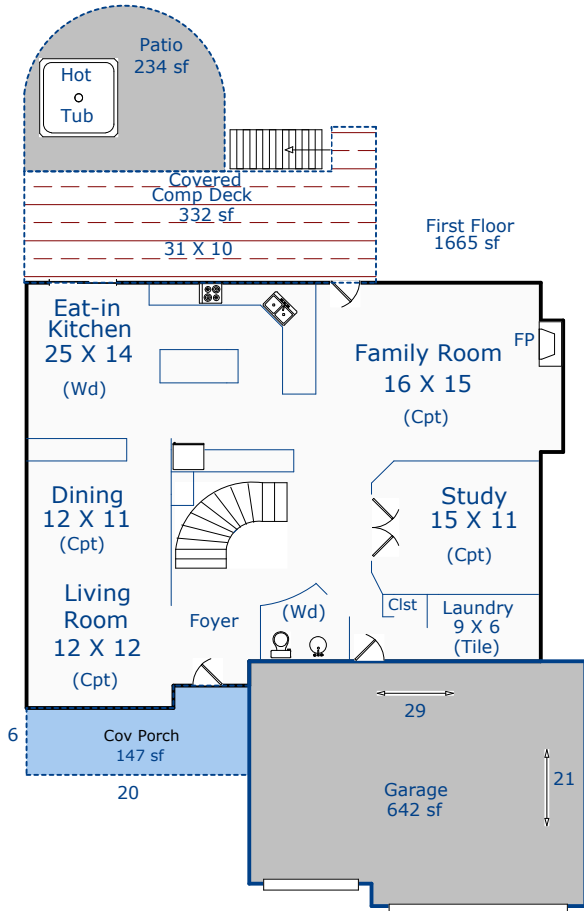 Patio
234 sf
Hot
Tub
Covered
Comp Deck
332 sf
31 X 10
First Floor
1665 sf
Eat-in
Kitchen
25 X 14
(Wd)
Family Room
16 X 15
(Cpt)
FP
Dining
12 X 11
(Cpt)
Study
15 X 11
(Cpt)
Living
Room
12 X 12
(Cpt)
Foyer
(Wd)
Clst
Laundry
9 X 6
(Tile)
6
Cov Porch
147 sf
20
29
21
Garage
642 sf